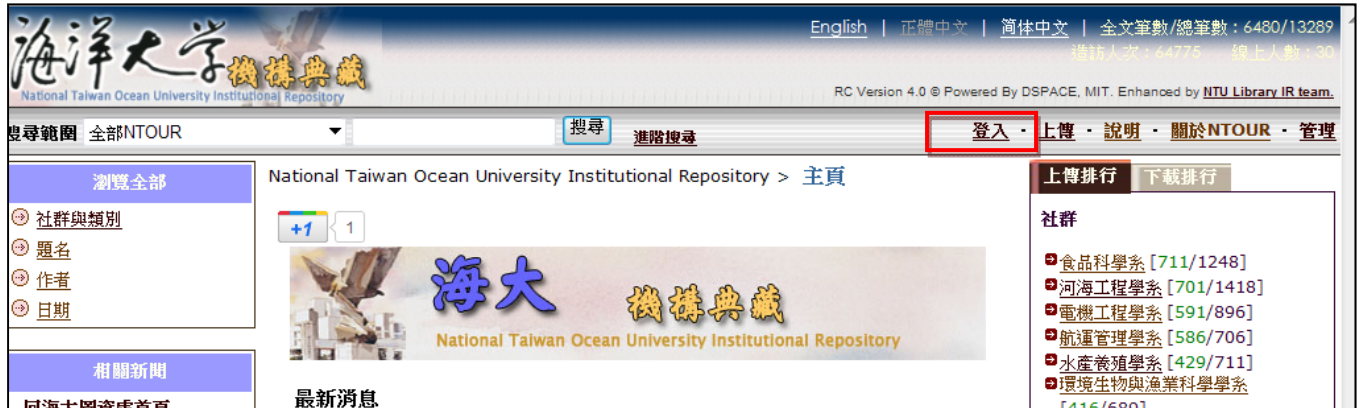 海洋大学機構典藏
National Taiwan Ocean University Institutional Repository
English | 正體中文 | 简体中文 | 全文筆數/總筆數 : 6480/13289
造訪人次 : 64775 線上人數 : 30
RC Version 4.0 © Powered By DSPACE, MIT. Enhanced by NTU Library IR team.
搜尋範圍 全部NTOUR 搜尋 進階搜尋 登入 · 上傳 · 說明 · 關於NTOUR · 管理
瀏覽全部
社群與類別
題名
作者
日期
相關新聞
回海大圖資處首頁
National Taiwan Ocean University Institutional Repository > 主頁
+1 1
海大 機構典藏
National Taiwan Ocean University Institutional Repository
最新消息
上傳排行 下載排行
社群
食品科學系 [711/1248]
河海工程學系 [701/1418]
電機工程學系 [591/896]
航運管理學系 [586/706]
水產養殖學系 [429/711]
環境生物與漁業科學學系
[416/689]